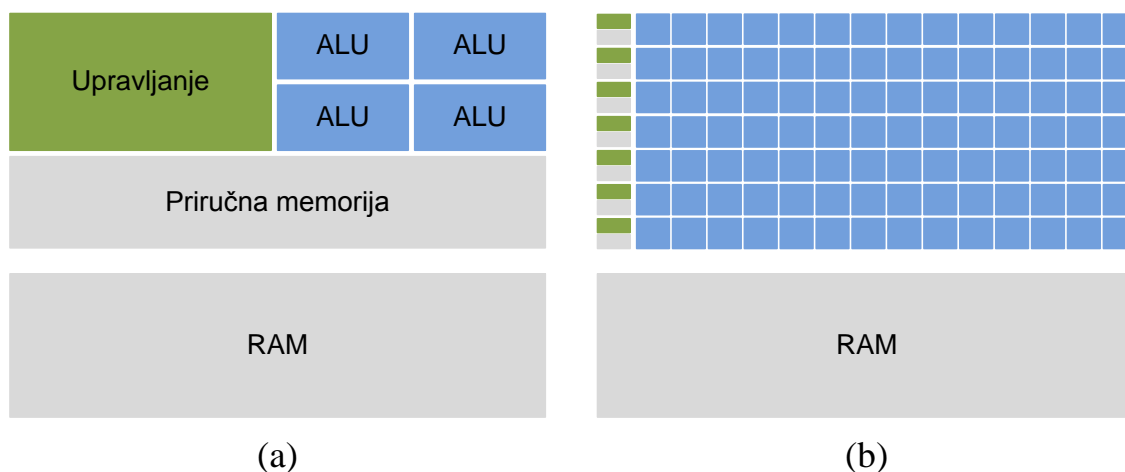 Upravljanje
ALU
ALU
ALU
ALU
Priručna memorija
RAM
RAM
(a)
(b)